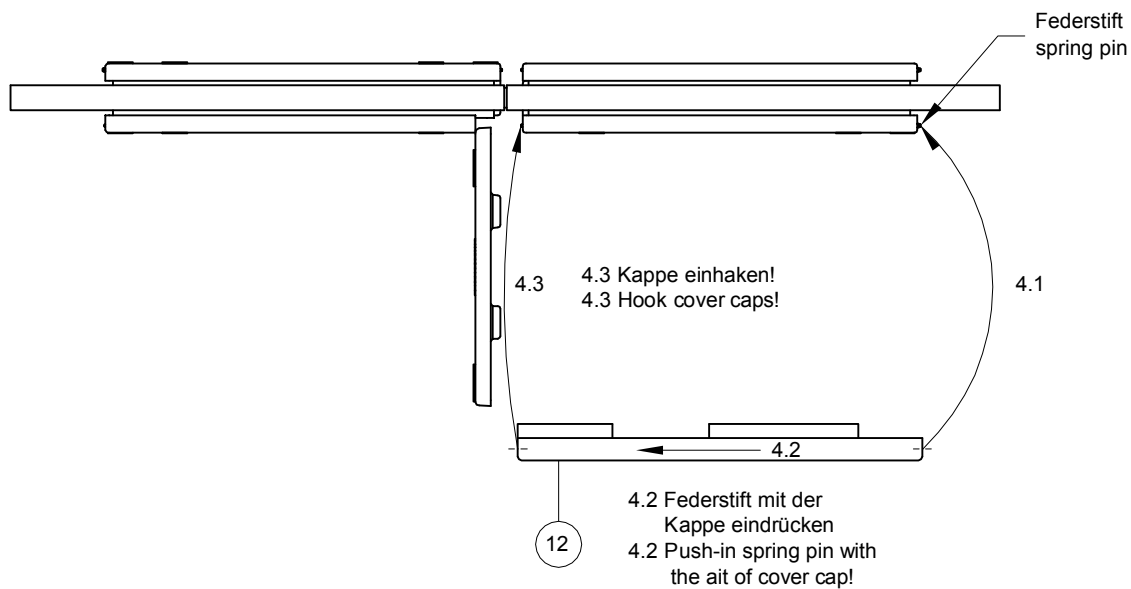 Federstift
spring pin
4.3
4.3 Kappe einhaken!
4.3 Hook cover caps!
4.1
4.2
12
4.2 Federstift mit der
Kappe eindrücken
4.2 Push-in spring pin with
the ait of cover cap!